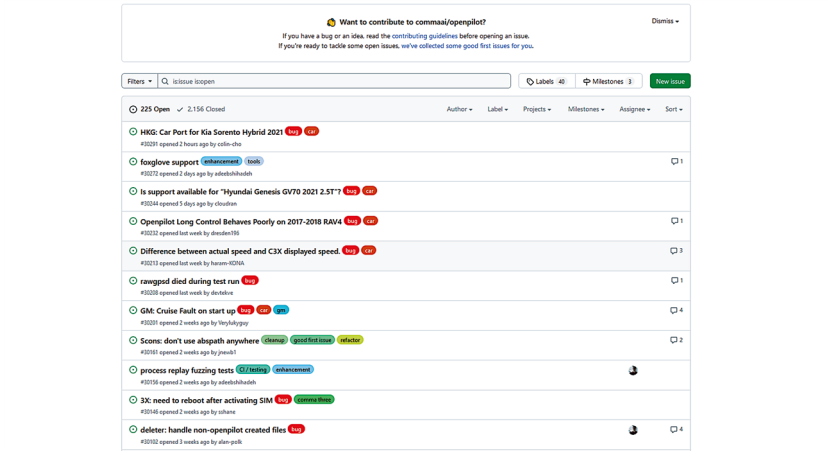 Want to contribute to commaai/openpilot?
Dismiss
If you have a bug or an idea, read the contributing guidelines before opening an issue.
If you're ready to tackle some open issues, we've collected some good first issues for you.
Filters is:issue is:open Labels 40 Milestones 3 New issue
225 Open 2,156 Closed Author Label Projects Milestones Assignee Sort
HKG: Car Port for Kia Sorento Hybrid 2021 bug car
#30291 opened 2 hours ago by colin-cho
foxglove support enhancement tools 1
#30272 opened 2 days ago by adeebshihadeh
Is support available for "Hyundai Genesis GV70 2021 2.5T"? bug car
#30244 opened 5 days ago by cloudran
Openpilot Long Control Behaves Poorly on 2017-2018 RAV4 bug car 1
#30232 opened last week by dresden195
Difference between actual speed and C3X displayed speed. bug car 3
#30213 opened last week by haram-KONA
rawgpsd died during test run bug 1
#30208 opened last week by devtekve
GM: Cruise Fault on start up bug car gm 4
#30201 opened 2 weeks ago by Verylukyguy
Scons: don't use abspath anywhere cleanup good first issue refactor 2
#30161 opened 2 weeks ago by jnewb1
process replay fuzzing tests CI / testing enhancement
#30156 opened 2 weeks ago by adeebshihadeh
3X: need to reboot after activating SIM bug comma three
#30146 opened 2 weeks ago by sshane
deleter: handle non-openpilot created files bug 4
#30102 opened 3 weeks ago by alan-polk